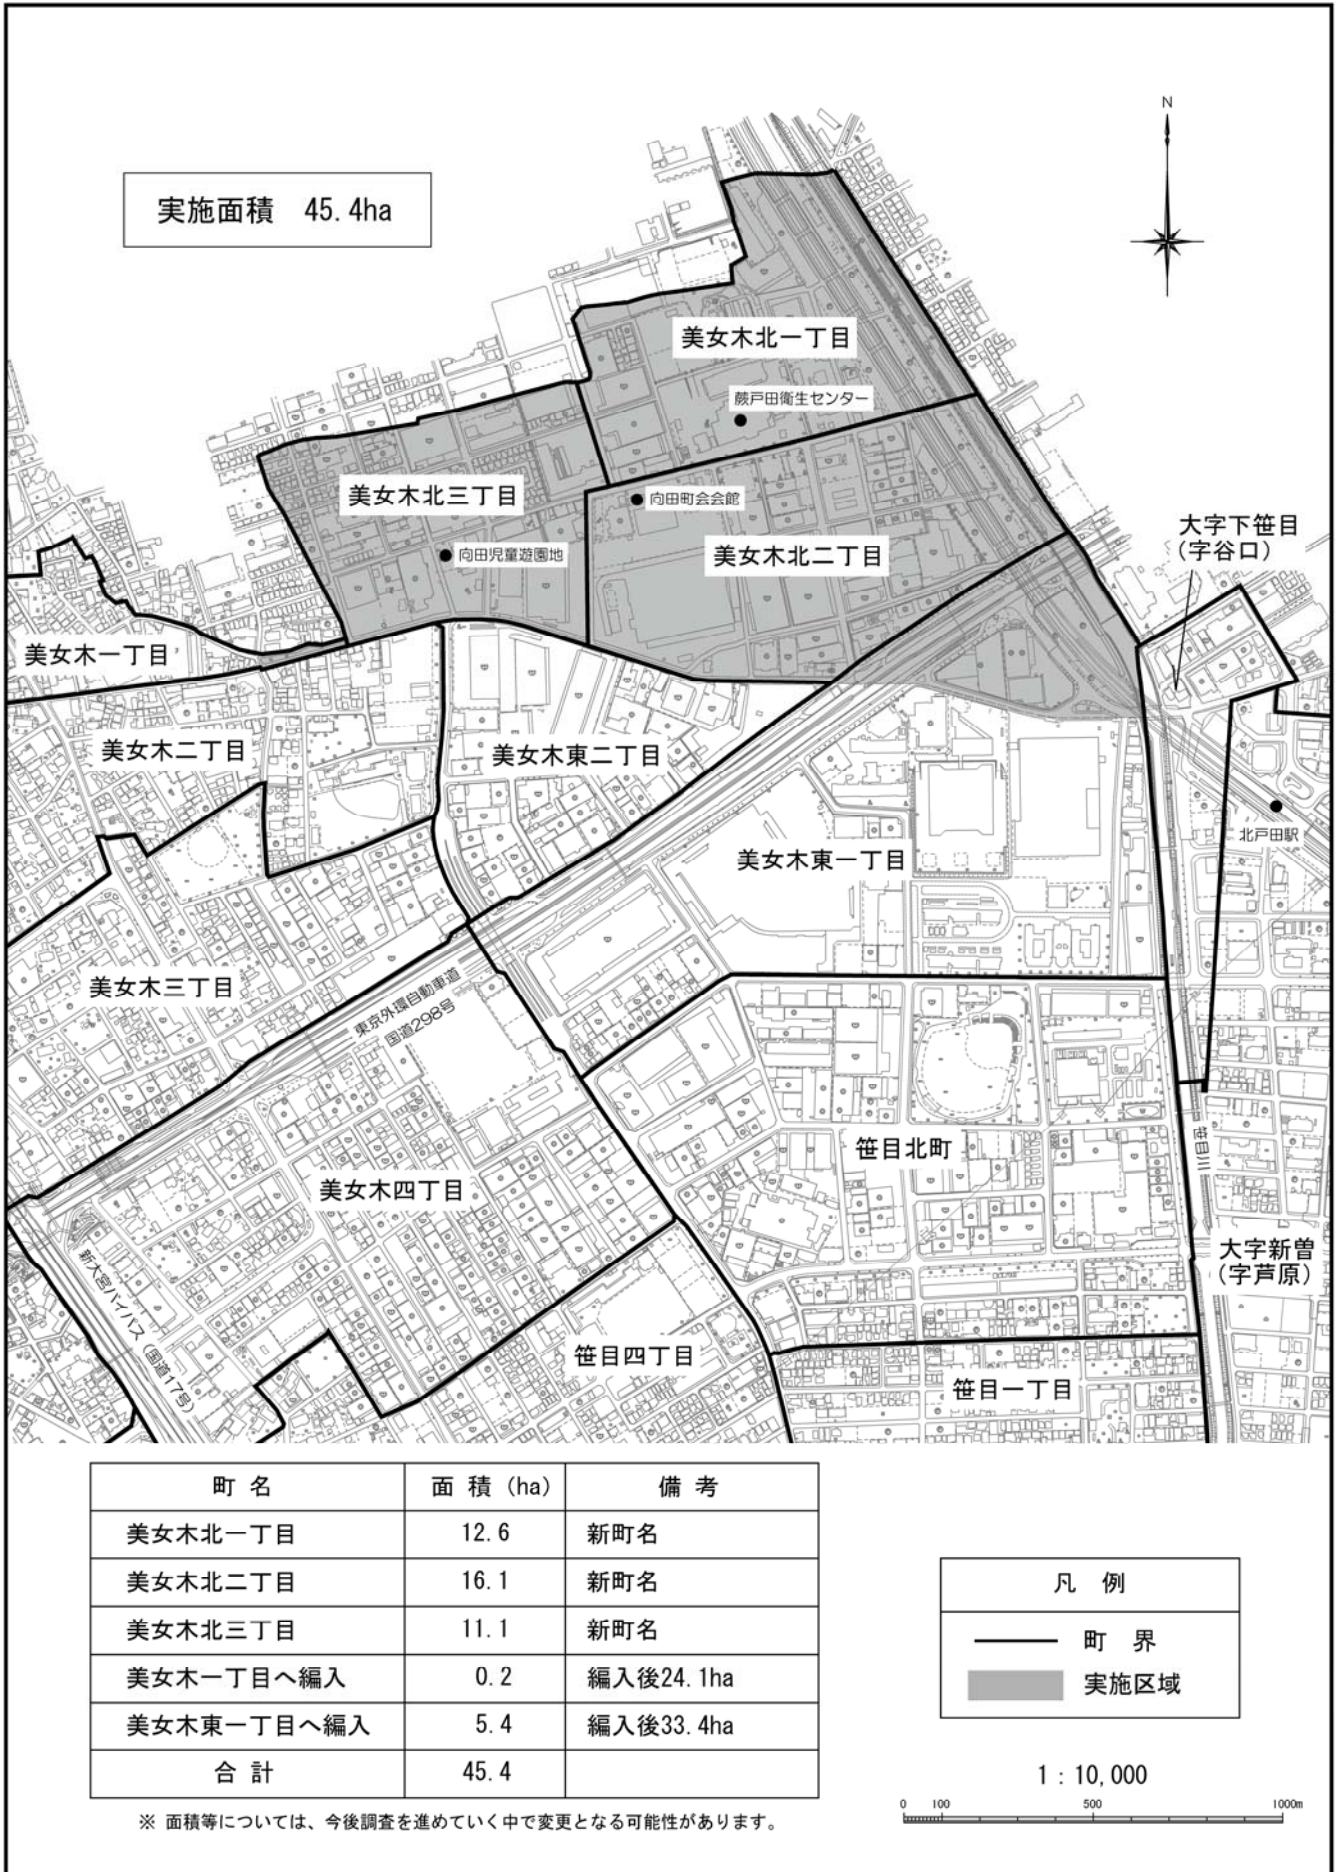 N
実施面積 45.4ha
美女木北一丁目
蕨戸田衛生センター
美女木北三丁目
向田町会会館
向田児童遊園地
美女木北二丁目
大字下笹目
(字谷口)
美女木一丁目
美女木二丁目
美女木東二丁目
北戸田駅
美女木東一丁目
美女木三丁目
東京外環自動車道
国道298号
笹目川
笹目北町
美女木四丁目
新大宮バイパス(国道17号)
大字新曽
(字芦原)
笹目四丁目
笹目一丁目
町名 面積(ha) 備考
美女木北一丁目 12.6 新町名
美女木北二丁目 16.1 新町名
美女木北三丁目 11.1 新町名
美女木一丁目へ編入 0.2 編入後24.1ha
美女木東一丁目へ編入 5.4 編入後33.4ha
合計 45.4
凡例
町界
実施区域
1:10,000
0 100 500 1000m
※ 面積等については、今後調査を進めていく中で変更となる可能性があります。